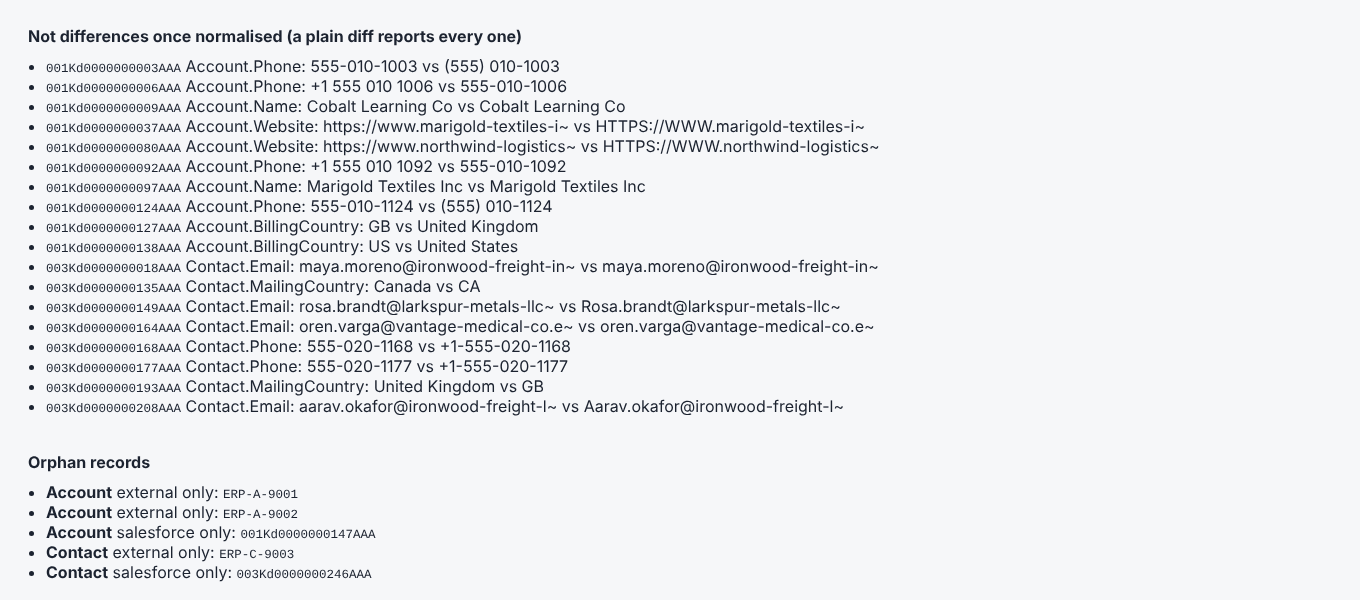 Not differences once normalised (a plain diff reports every one)
001Kd0000000003AAA Account.Phone: 555-010-1003 vs (555) 010-1003
001Kd0000000006AAA Account.Phone: +1 555 010 1006 vs 555-010-1006
001Kd0000000009AAA Account.Name: Cobalt Learning Co vs Cobalt Learning Co
001Kd0000000037AAA Account.Website: https://www.marigold-textiles-i~ vs HTTPS://WWW.marigold-textiles-i~
001Kd0000000080AAA Account.Website: https://www.northwind-logistics~ vs HTTPS://WWW.northwind-logistics~
001Kd0000000092AAA Account.Phone: +1 555 010 1092 vs 555-010-1092
001Kd0000000097AAA Account.Name: Marigold Textiles Inc vs Marigold Textiles Inc
001Kd0000000124AAA Account.Phone: 555-010-1124 vs (555) 010-1124
001Kd0000000127AAA Account.BillingCountry: GB vs United Kingdom
001Kd0000000138AAA Account.BillingCountry: US vs United States
003Kd0000000018AAA Contact.Email: maya.moreno@ironwood-freight-in~ vs maya.moreno@ironwood-freight-in~
003Kd0000000135AAA Contact.MailingCountry: Canada vs CA
003Kd0000000149AAA Contact.Email: rosa.brandt@larkspur-metals-llc~ vs Rosa.brandt@larkspur-metals-llc~
003Kd0000000164AAA Contact.Email: oren.varga@vantage-medical-co.e~ vs oren.varga@vantage-medical-co.e~
003Kd0000000168AAA Contact.Phone: 555-020-1168 vs +1-555-020-1168
003Kd0000000177AAA Contact.Phone: 555-020-1177 vs +1-555-020-1177
003Kd0000000193AAA Contact.MailingCountry: United Kingdom vs GB
003Kd0000000208AAA Contact.Email: aarav.okafor@ironwood-freight-l~ vs Aarav.okafor@ironwood-freight-l~
Orphan records
Account external only: ERP-A-9001
Account external only: ERP-A-9002
Account salesforce only: 001Kd0000000147AAA
Contact external only: ERP-C-9003
Contact salesforce only: 003Kd0000000246AAA